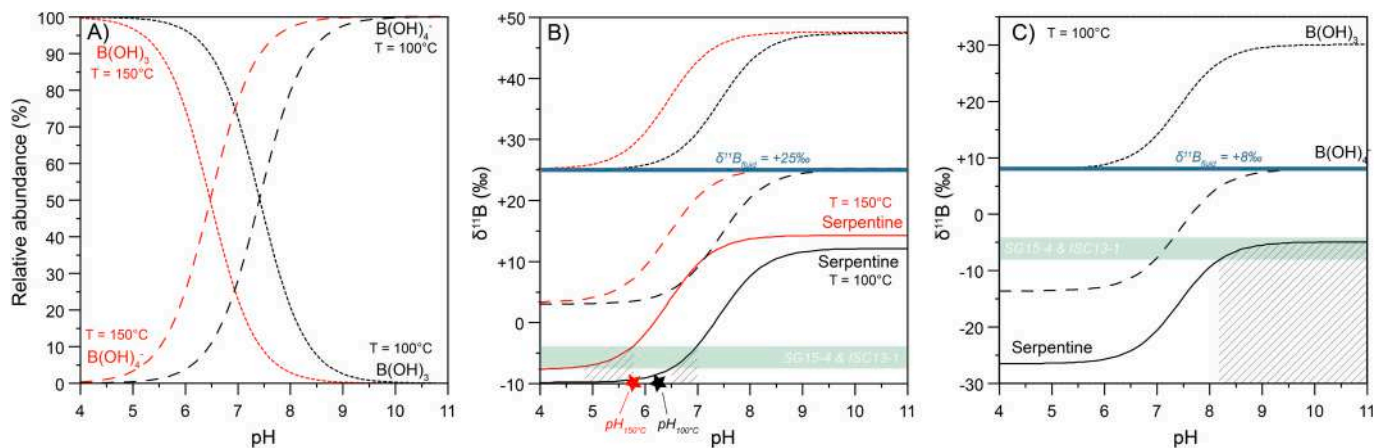 A)
B(OH)₃
T = 150°C
B(OH)₄⁻
T = 100°C
T = 150°C
B(OH)₄⁻
T = 100°C
B(OH)₃
100
90
80
70
60
50
40
30
20
10
0
4 5 6 7 8 9 10 11
pH
Relative abundance (%)
B)
+50
+40
+30
+20
+10
0
-10
δ¹¹B (‰)
δ¹¹B_fluid = +25‰
T = 150°C
Serpentine
Serpentine
T = 100°C
SG15-4 & ISC13-1
4 5 6 7 8 9 10 11
pH150°C
pH100°C
pH
C)
T = 100°C
B(OH)₃
+30
+20
+10
0
-10
-20
-30
δ¹¹B (‰)
δ¹¹B_fluid = +8‰
B(OH)₄⁻
SG15-4 & ISC13-1
Serpentine
4 5 6 7 8 9 10 11
pH